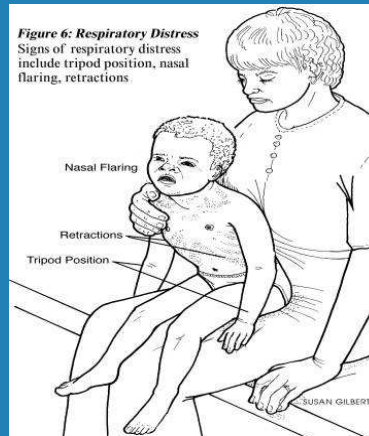 Figure 6: Respiratory Distress
Signs of respiratory distress
include tripod position, nasal
flaring, retractions
Nasal Flaring
Retractions
Tripod Position
SUSAN GILBERT